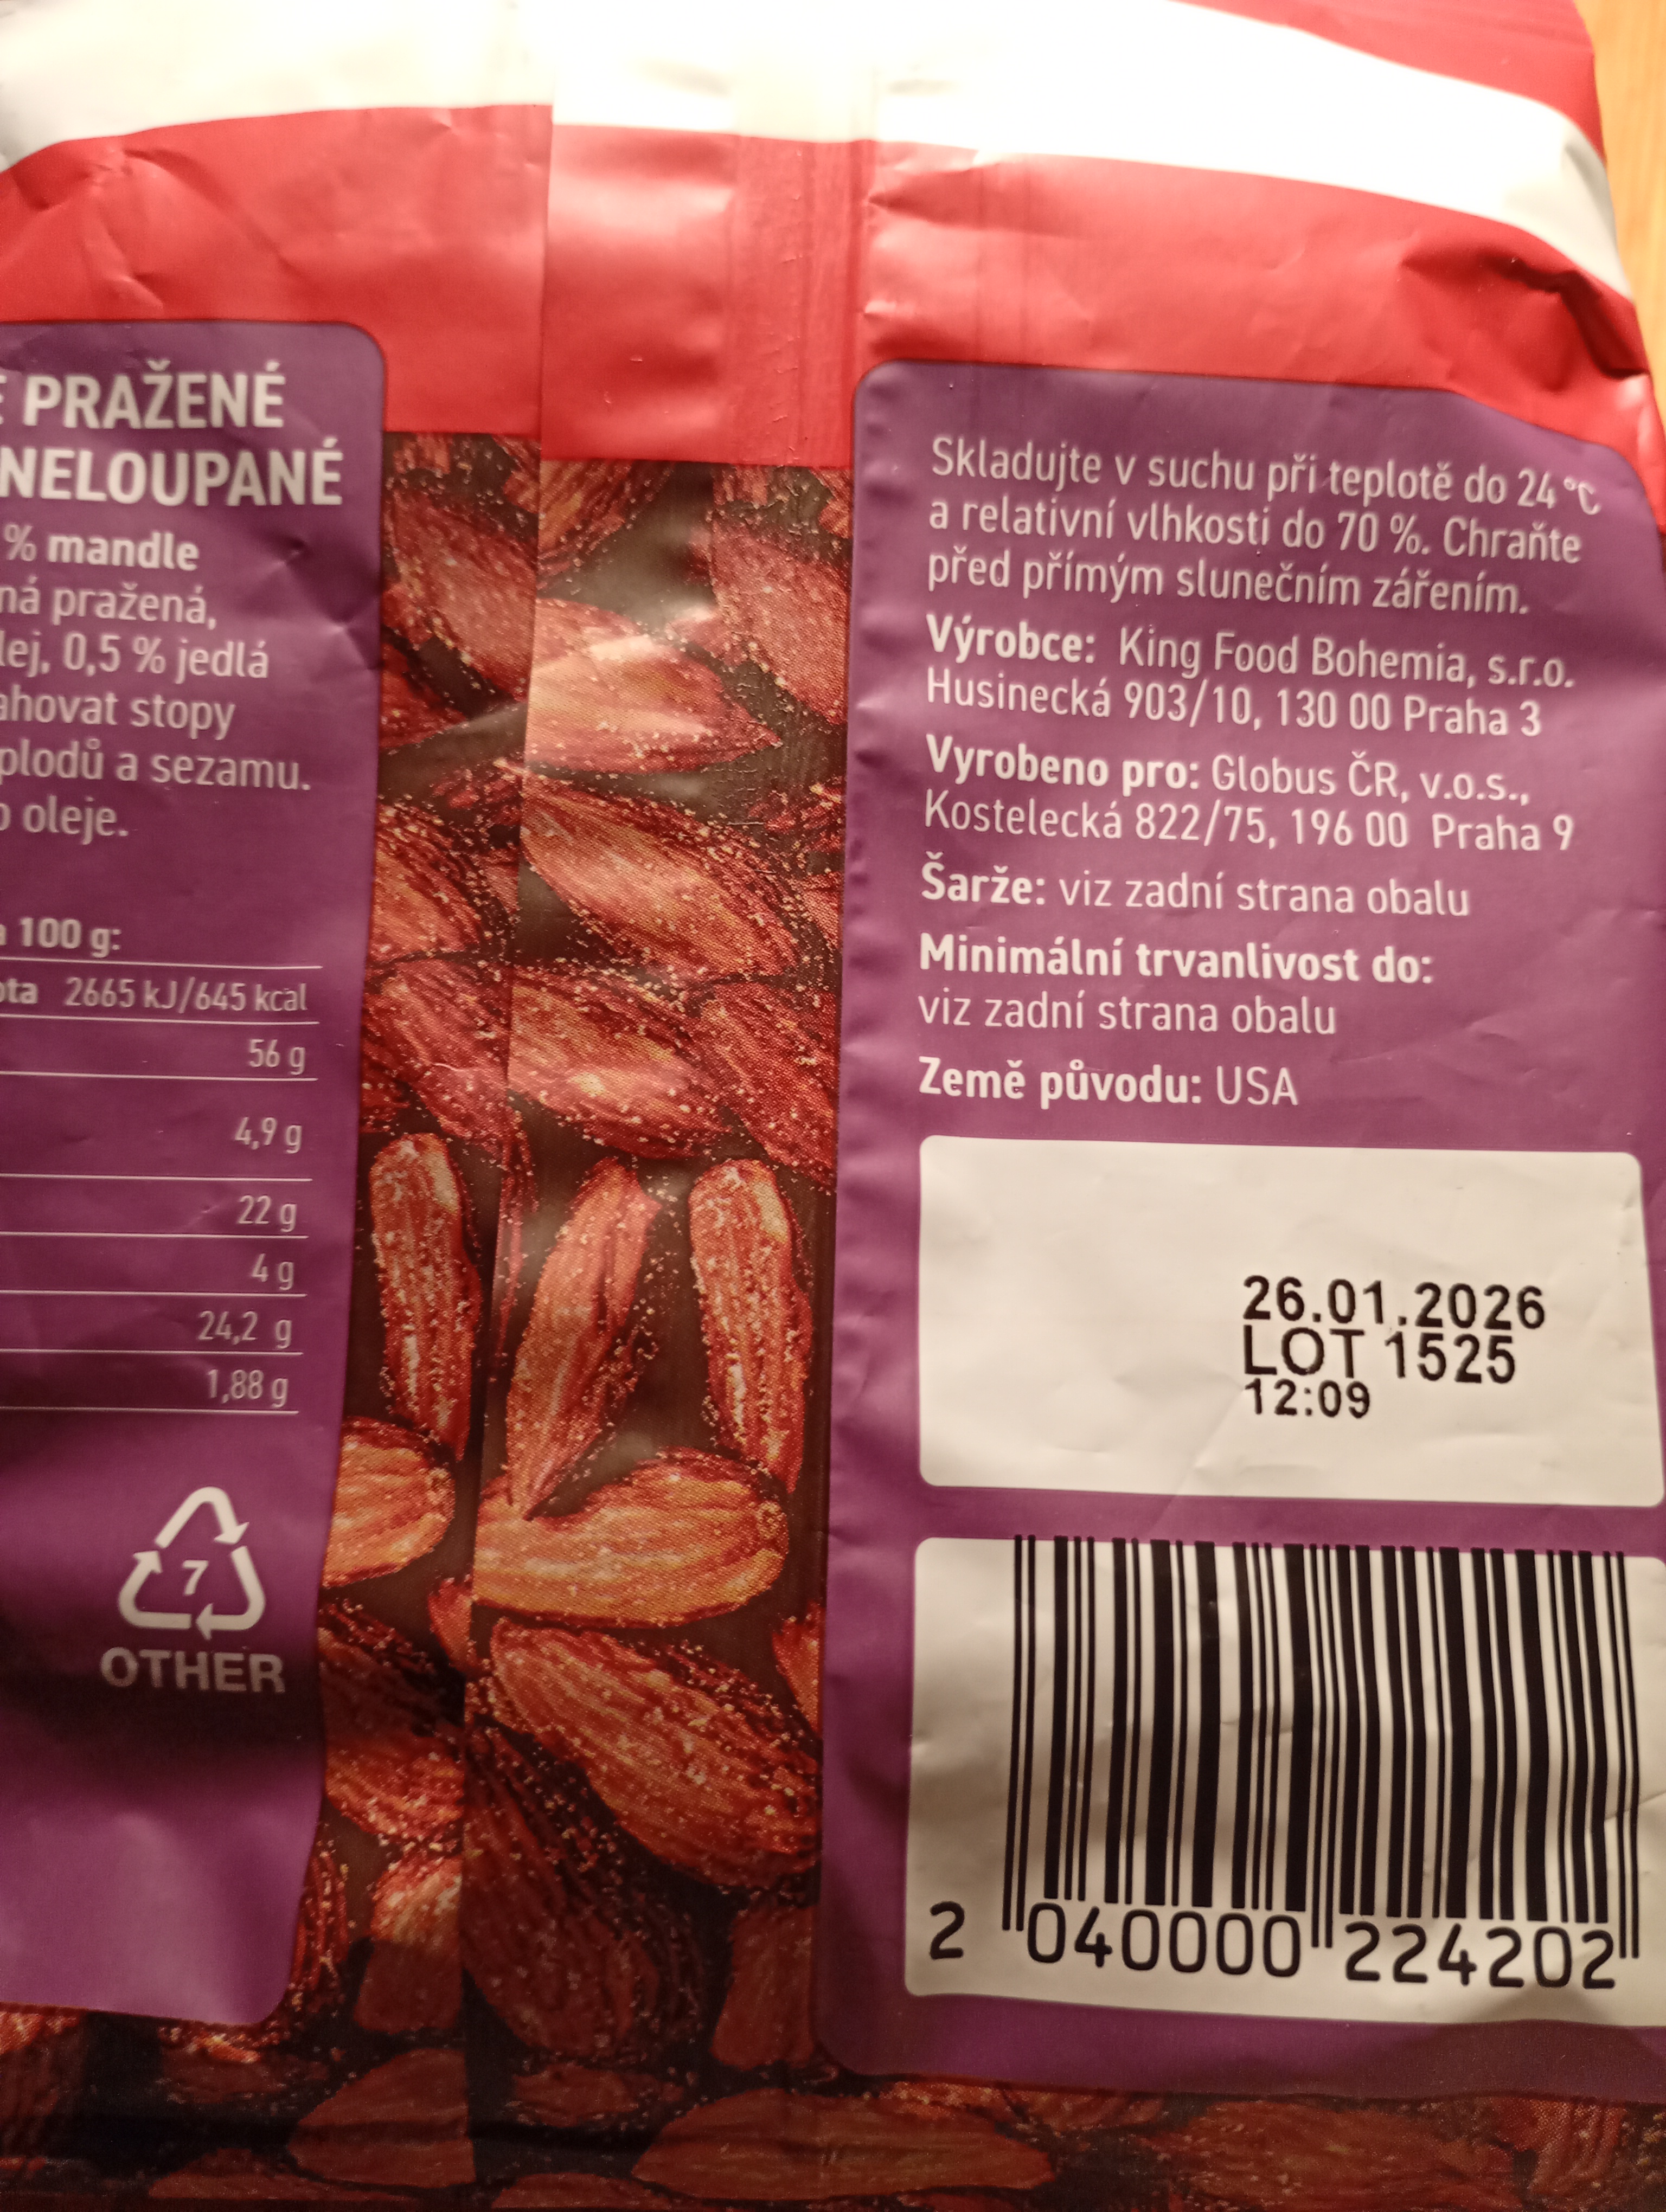 PRAŽENÉ
NELOUPANÉ
% mandle
pražená,
0,5 % jedlá
stopy
plodů a sezamu.
oleje.
100 g:
2665 kJ/645 kcal
56 g
4,9 g
22 g
4 g
24,2 g
1,88 g
7
OTHER
Skladujte v suchu při teplotě do 24 °C
a relativní vlhkosti do 70 %. Chraňte
před přímým slunečním zářením.
Výrobce: King Food Bohemia, s.r.o.
Husinecká 903/10, 130 00 Praha 3
Vyrobeno pro: Globus ČR, v.o.s.,
Kostelecká 822/75, 196 00 Praha 9
Šarže: viz zadní strana obalu
Minimální trvanlivost do:
viz zadní strana obalu
Země původu: USA
26.01.2026
LOT 1525
12:09
2 040000 224202